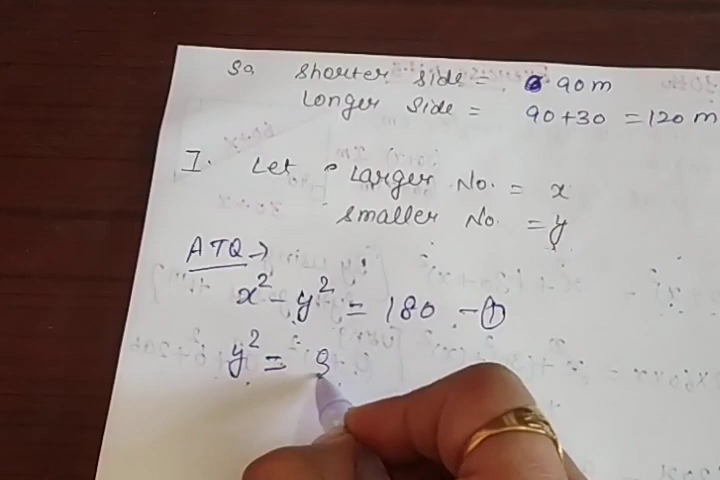 So shorter side = 90m
Longer side = 90+30 = 120 m
I. Let Larger No. = x
smaller No. = y
ATQ →
x² - y² = 180 -①
y² = 8